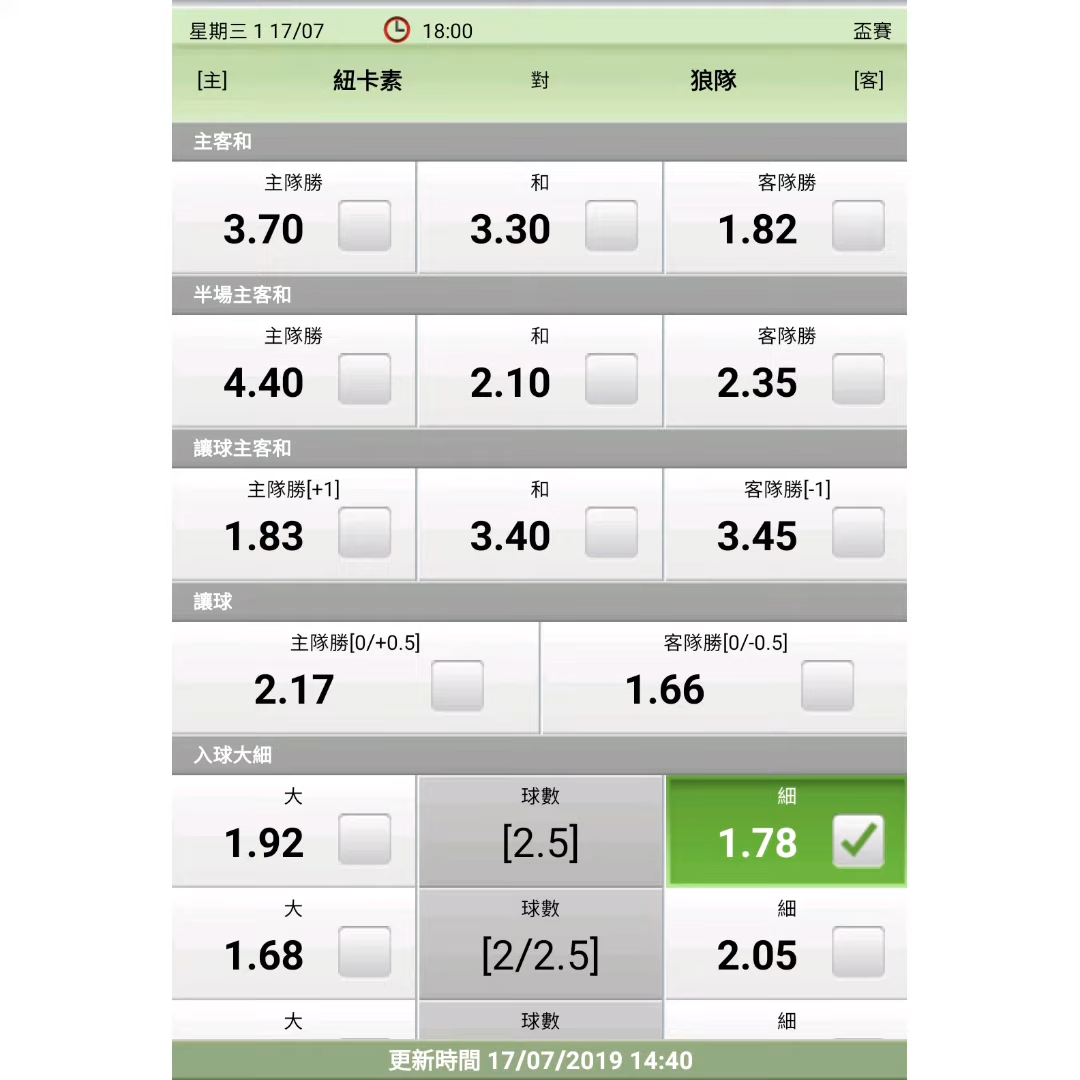 星期三 1 17/07 18:00 盃賽
[主] 紐卡素 對 狼隊 [客]
主客和
主隊勝 和 客隊勝
3.70 3.30 1.82
半場主客和
主隊勝 和 客隊勝
4.40 2.10 2.35
讓球主客和
主隊勝[+1] 和 客隊勝[-1]
1.83 3.40 3.45
讓球
主隊勝[0/+0.5] 客隊勝[0/-0.5]
2.17 1.66
入球大細
大 球數 細
1.92 [2.5] 1.78
大 球數 細
1.68 [2/2.5] 2.05
大 球數 細
更新時間 17/07/2019 14:40